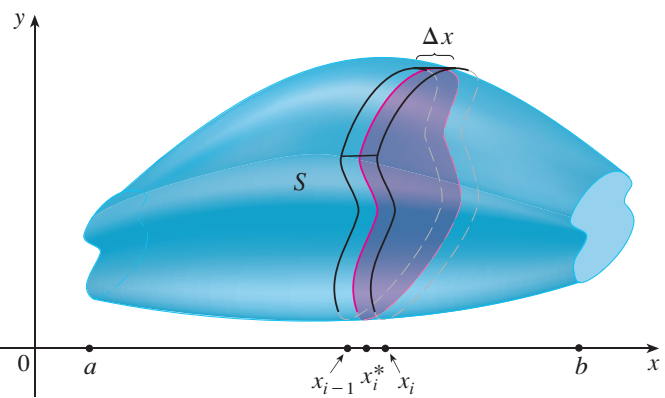 y
Δx
S
0 a x_{i-1} x_i^* x_i b x